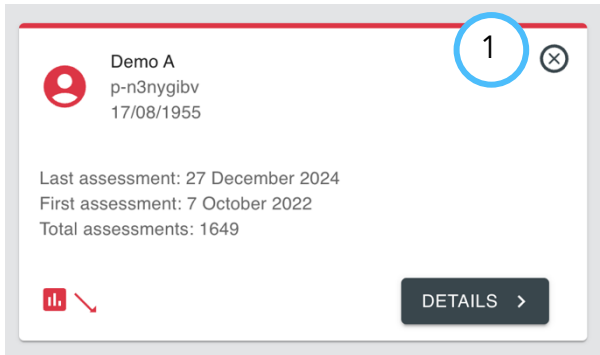 1
Demo A
p-n3nygibv
17/08/1955
Last assessment: 27 December 2024
First assessment: 7 October 2022
Total assessments: 1649
DETAILS